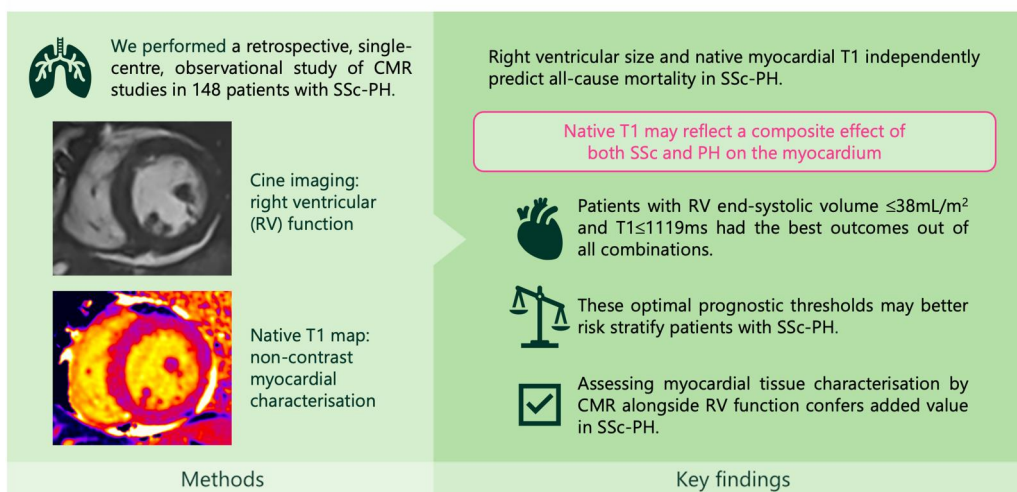 We performed a retrospective, single-
centre, observational study of CMR
studies in 148 patients with SSc-PH.
Cine imaging:
right ventricular
(RV) function
Native T1 map:
non-contrast
myocardial
characterisation
Methods
Right ventricular size and native myocardial T1 independently
predict all-cause mortality in SSc-PH.
Native T1 may reflect a composite effect of
both SSc and PH on the myocardium
Patients with RV end-systolic volume ≤38mL/m²
and T1≤1119ms had the best outcomes out of
all combinations.
These optimal prognostic thresholds may better
risk stratify patients with SSc-PH.
Assessing myocardial tissue characterisation by
CMR alongside RV function confers added value
in SSc-PH.
Key findings